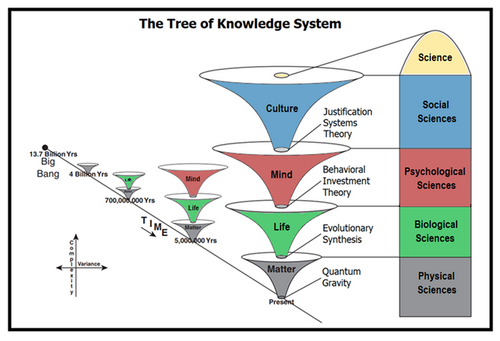 The Tree of Knowledge System
Science
Culture
Social
Sciences
Justification
Systems
Theory
13.7 Billion Yrs
Big
Bang
4 Billion Yrs
Life
700,000,000 Yrs
Mind
Life
Matter
5,000,000 Yrs
TIME
Complexity
Variance
Mind
Psychological
Sciences
Behavioral
Investment
Theory
Life
Biological
Sciences
Evolutionary
Synthesis
Matter
Physical
Sciences
Quantum
Gravity
Present